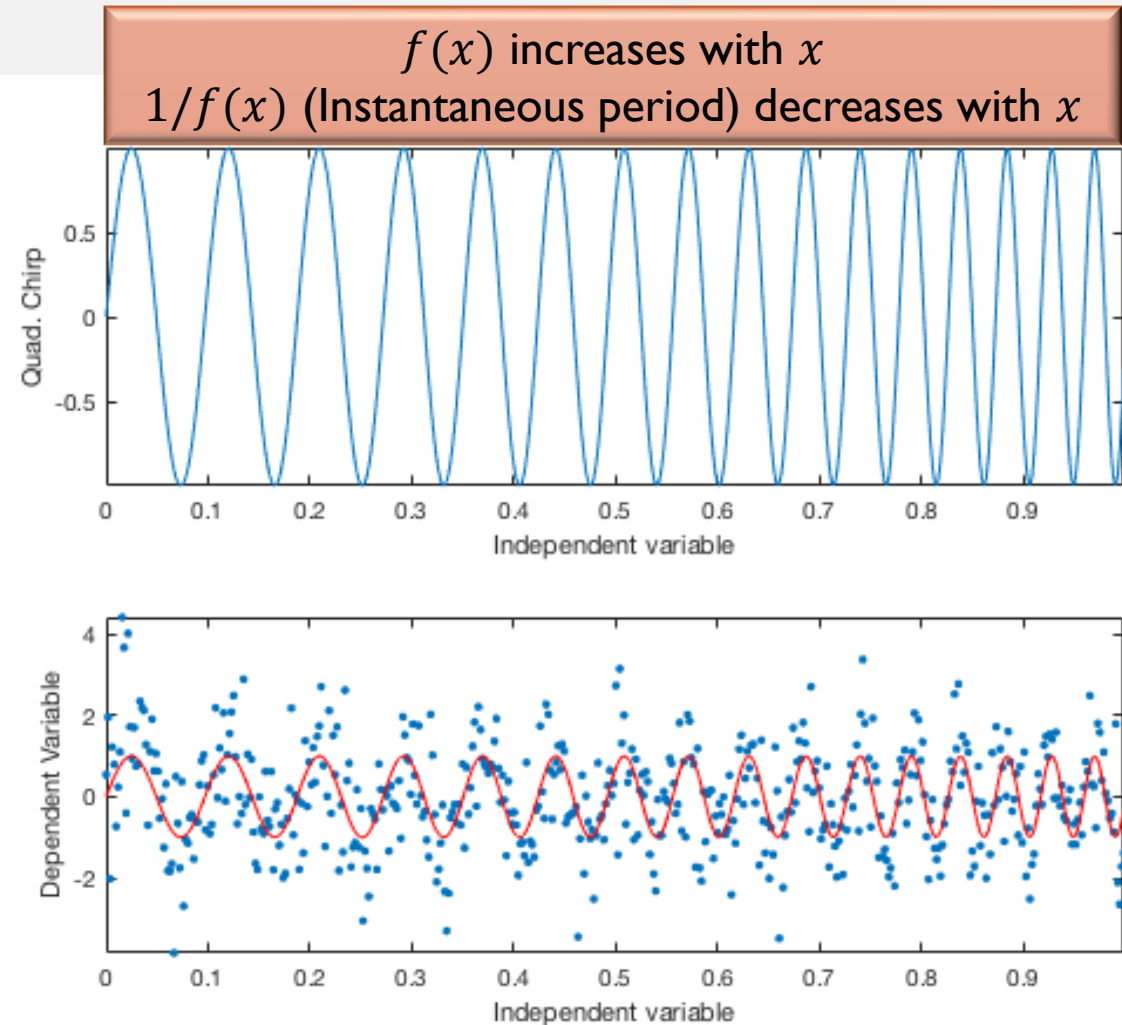 f(x) increases with x
1/f(x) (Instantaneous period) decreases with x
0.5
0
-0.5
Quad. Chirp
0 0.1 0.2 0.3 0.4 0.5 0.6 0.7 0.8 0.9
Independent variable
4
2
0
-2
Dependent Variable
0 0.1 0.2 0.3 0.4 0.5 0.6 0.7 0.8 0.9
Independent variable